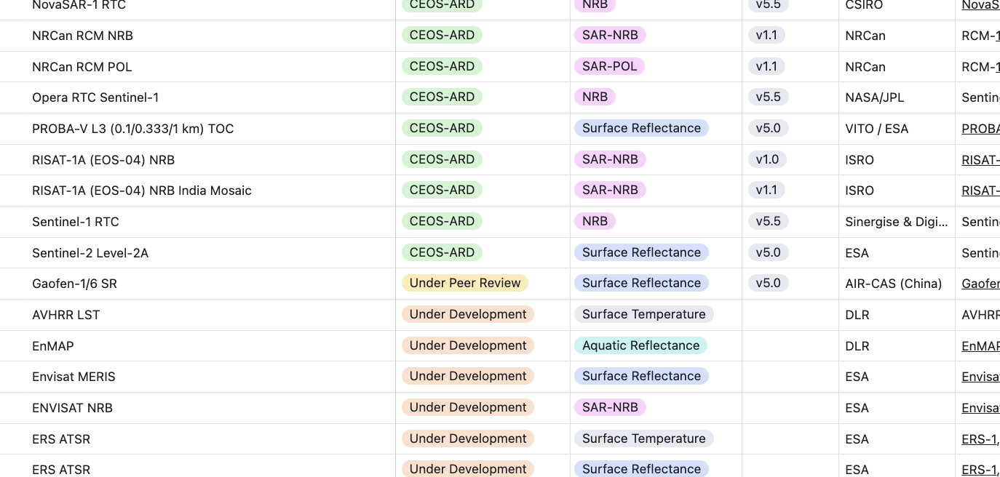 NovaSAR-1 RTC CEOS-ARD NRB v5.5 CSIRO NovaS
NRCan RCM NRB CEOS-ARD SAR-NRB v1.1 NRCan RCM-1
NRCan RCM POL CEOS-ARD SAR-POL v1.1 NRCan RCM-1
Opera RTC Sentinel-1 CEOS-ARD NRB v5.5 NASA/JPL Sentin
PROBA-V L3 (0.1/0.333/1 km) TOC CEOS-ARD Surface Reflectance v5.0 VITO / ESA PROBA
RISAT-1A (EOS-04) NRB CEOS-ARD SAR-NRB v1.0 ISRO RISAT-
RISAT-1A (EOS-04) NRB India Mosaic CEOS-ARD SAR-NRB v1.1 ISRO RISAT-
Sentinel-1 RTC CEOS-ARD NRB v5.5 Sinergise & Digi... Sentin
Sentinel-2 Level-2A CEOS-ARD Surface Reflectance v5.0 ESA Sentin
Gaofen-1/6 SR Under Peer Review Surface Reflectance v5.0 AIR-CAS (China) Gaofen
AVHRR LST Under Development Surface Temperature DLR AVHRR
EnMAP Under Development Aquatic Reflectance DLR EnMAP
Envisat MERIS Under Development Surface Reflectance ESA Envisa
ENVISAT NRB Under Development SAR-NRB ESA Envisa
ERS ATSR Under Development Surface Temperature ESA ERS-1,
ERS ATSR Under Development Surface Reflectance ESA ERS-1,